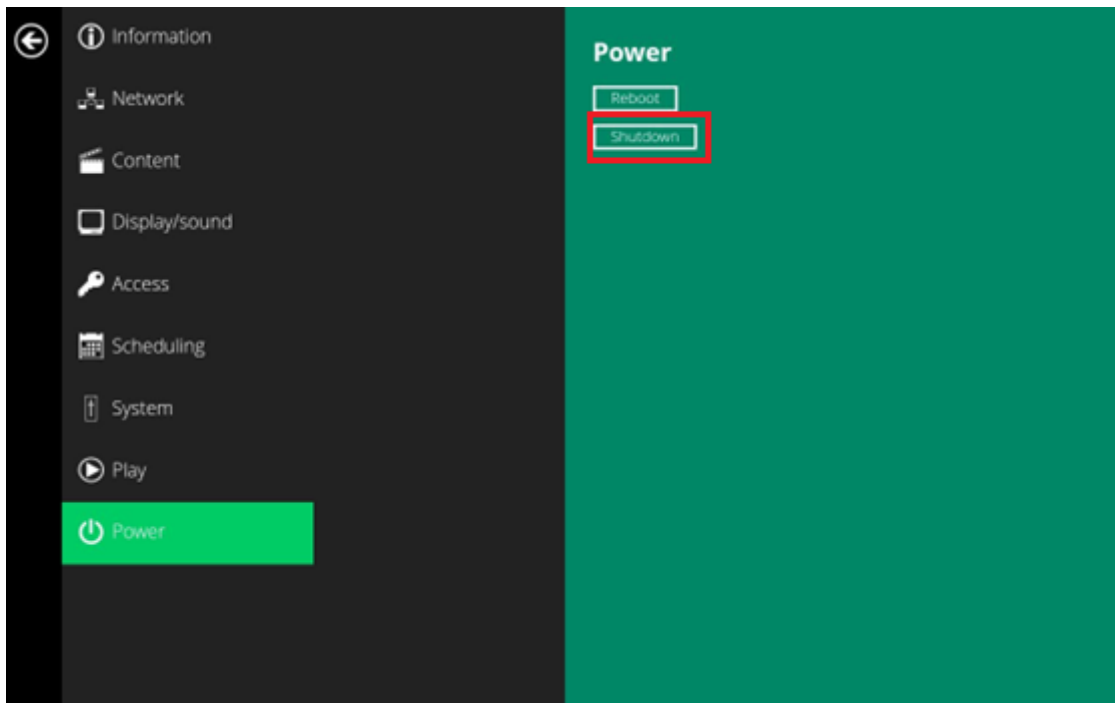 Information
Network
Content
Display/sound
Access
Scheduling
System
Play
Power
Power
Reboot
Shutdown